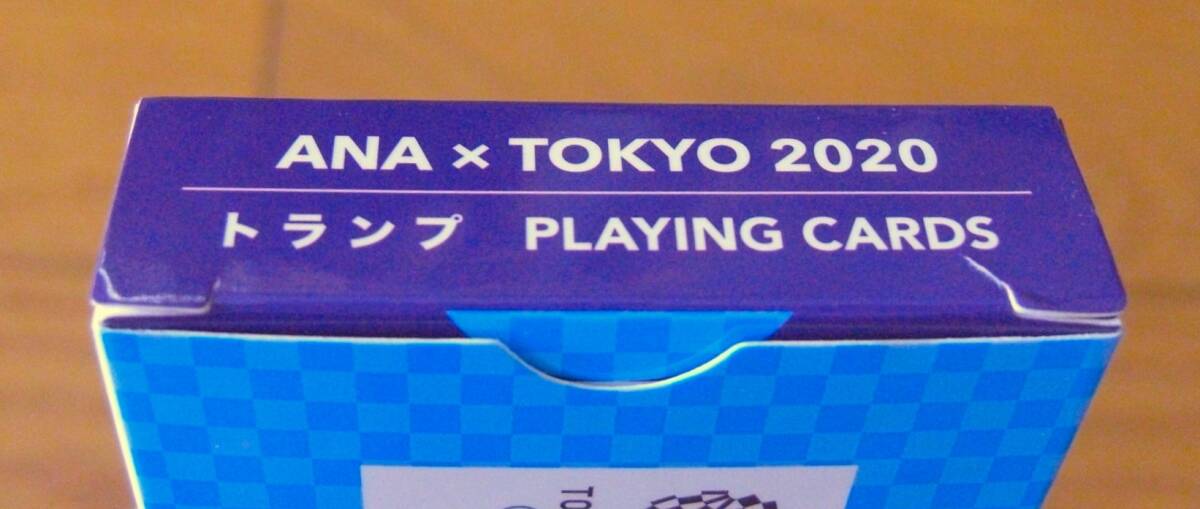 ANA × TOKYO 2020
トランプ PLAYING CARDS